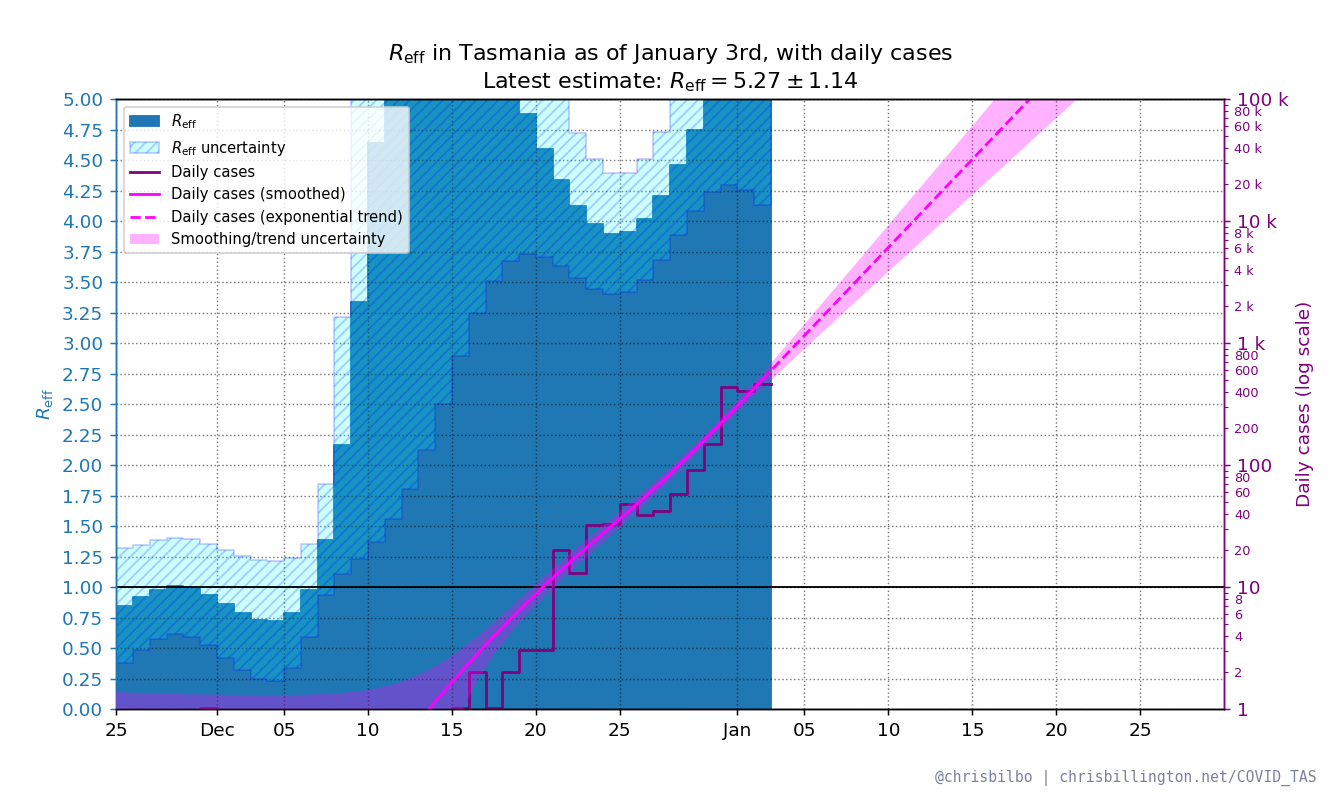 R_eff in Tasmania as of January 3rd, with daily cases
Latest estimate: R_eff = 5.27 ± 1.14
R_eff
R_eff uncertainty
Daily cases
Daily cases (smoothed)
Daily cases (exponential trend)
Smoothing/trend uncertainty
5.00
4.75
4.50
4.25
4.00
3.75
3.50
3.25
3.00
2.75
2.50
2.25
2.00
1.75
1.50
1.25
1.00
0.75
0.50
0.25
0.00
R_eff
100 k
80 k
60 k
40 k
20 k
10 k
8 k
6 k
4 k
2 k
1 k
800
600
400
200
100
80
60
40
20
10
8
6
4
2
1
Daily cases (log scale)
25 Dec 05 10 15 20 25 Jan 05 10 15 20 25
@chrisbilbo | chrisbillington.net/COVID_TAS